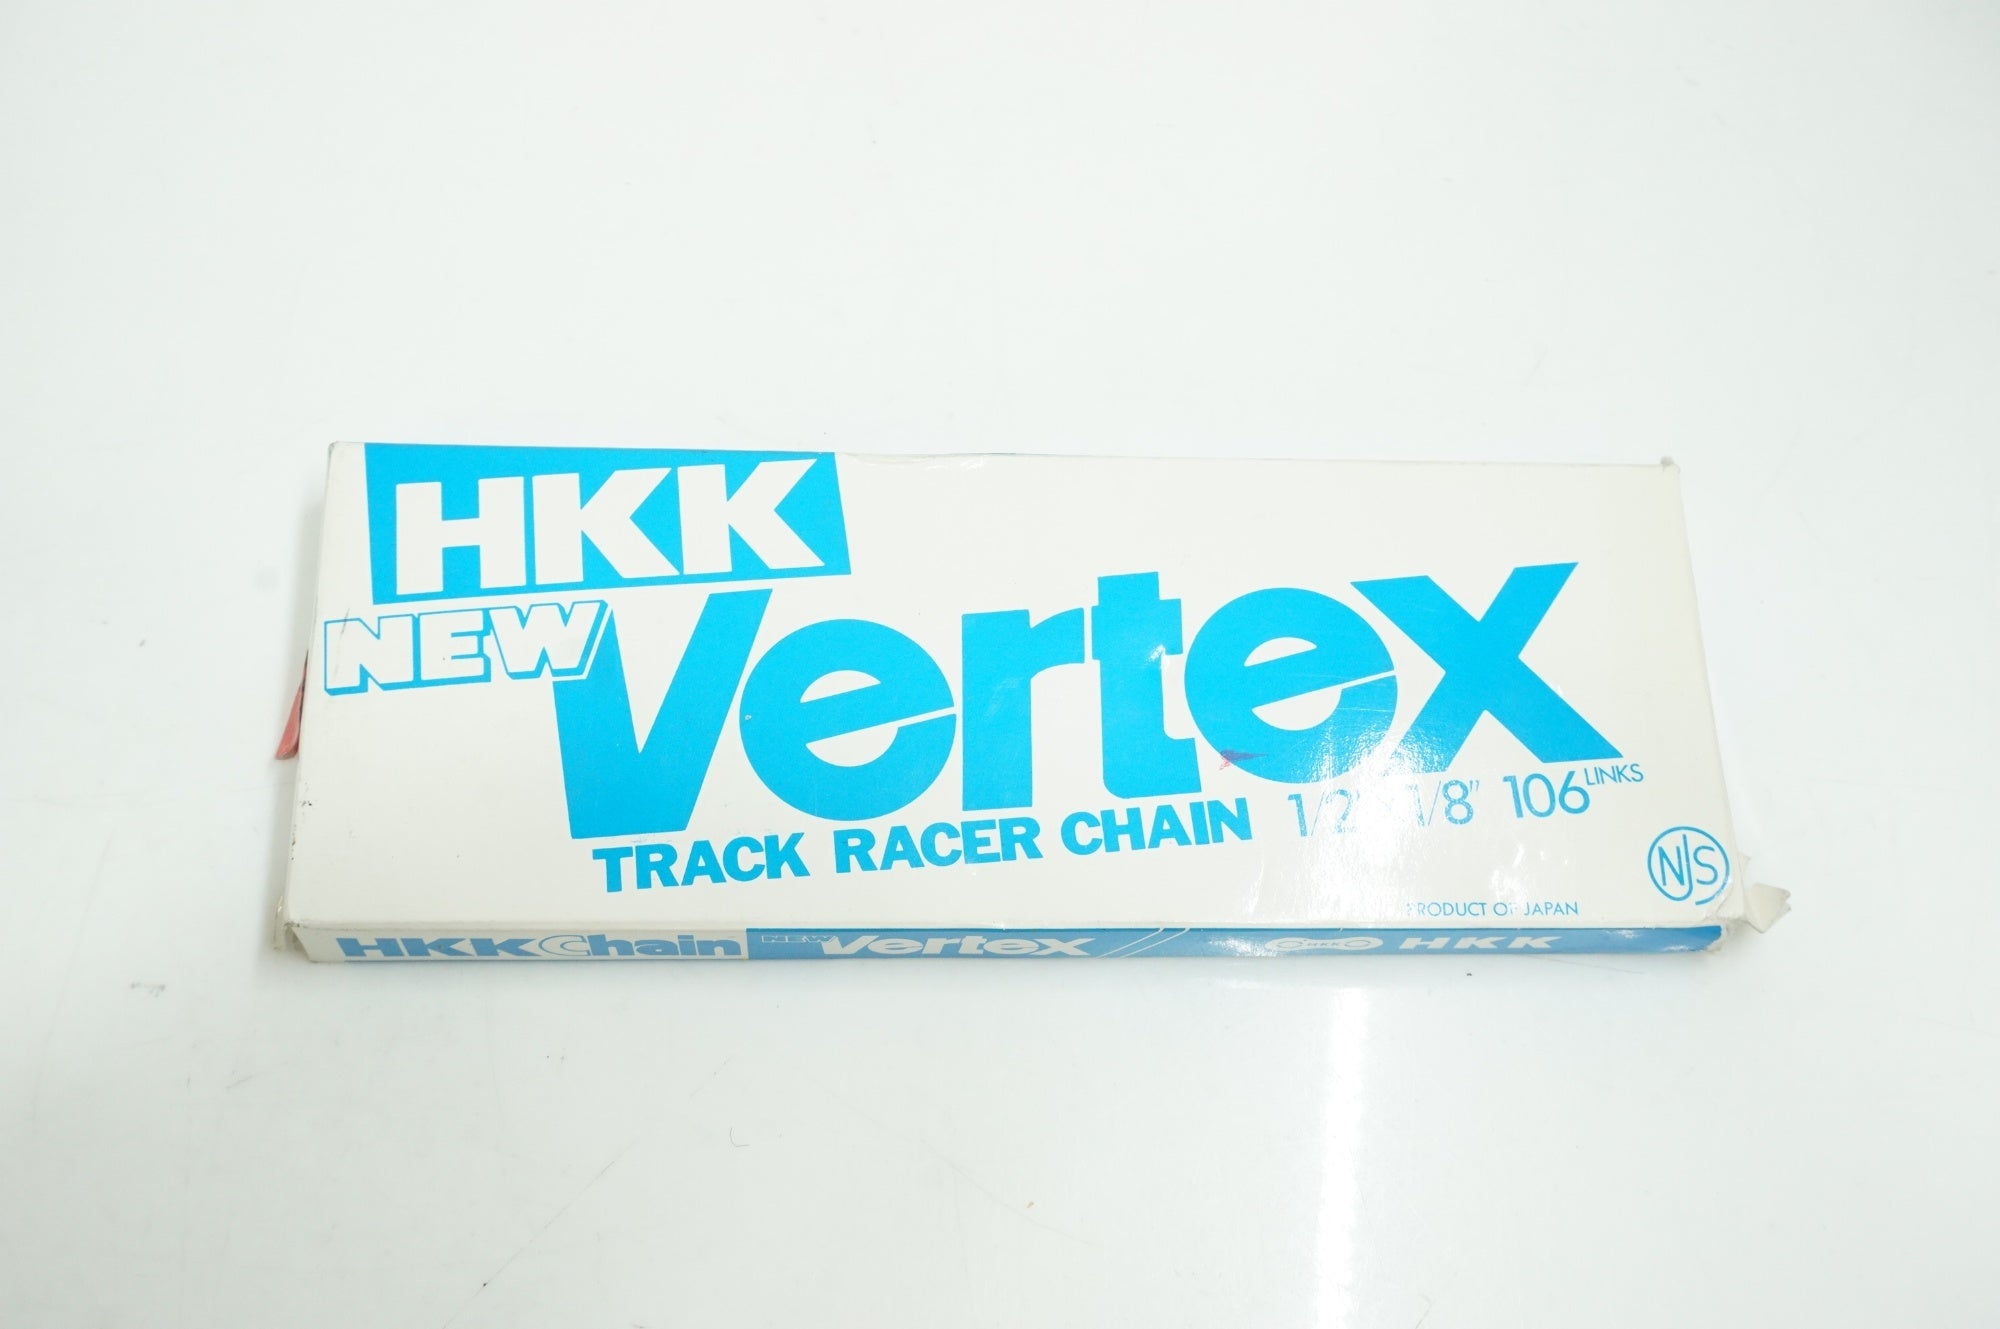 HKK
NEW Vertex
TRACK RACER CHAIN 1/2" 1/8" 106 LINKS
NJS
PRODUCT OF JAPAN
HKK Chain NEW Vertex HKK HKK